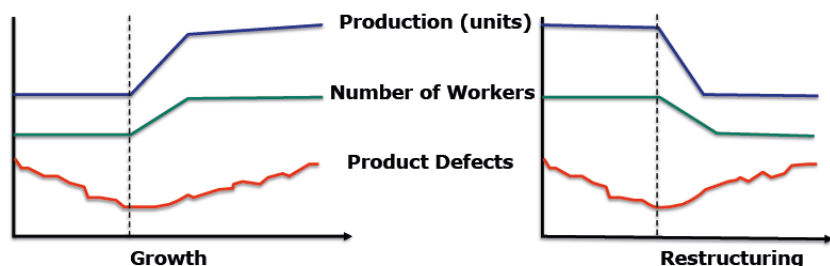 Production (units)
Number of Workers
Product Defects
Growth
Restructuring